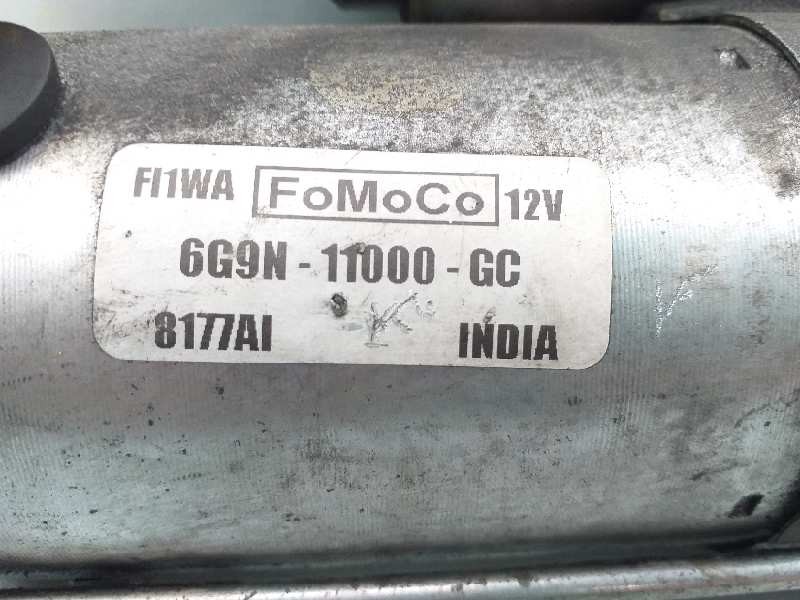 FI1WA FoMoCo 12V
6G9N - 11000 - GC
8177AI K INDIA